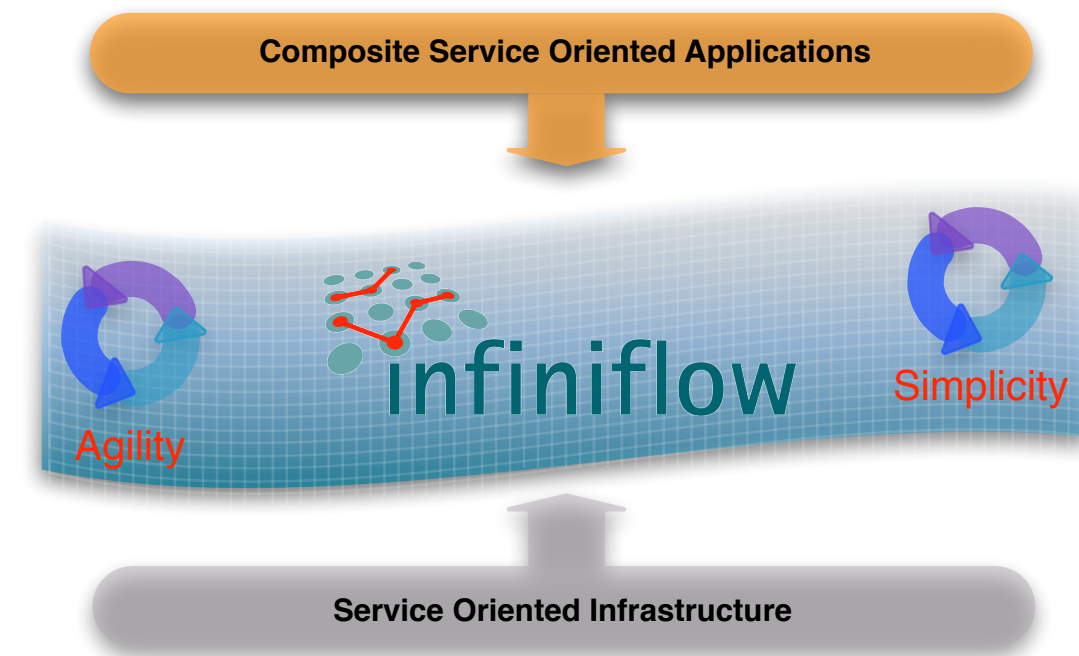 Composite Service Oriented Applications
infiniflow
Simplicity
Agility
Service Oriented Infrastructure